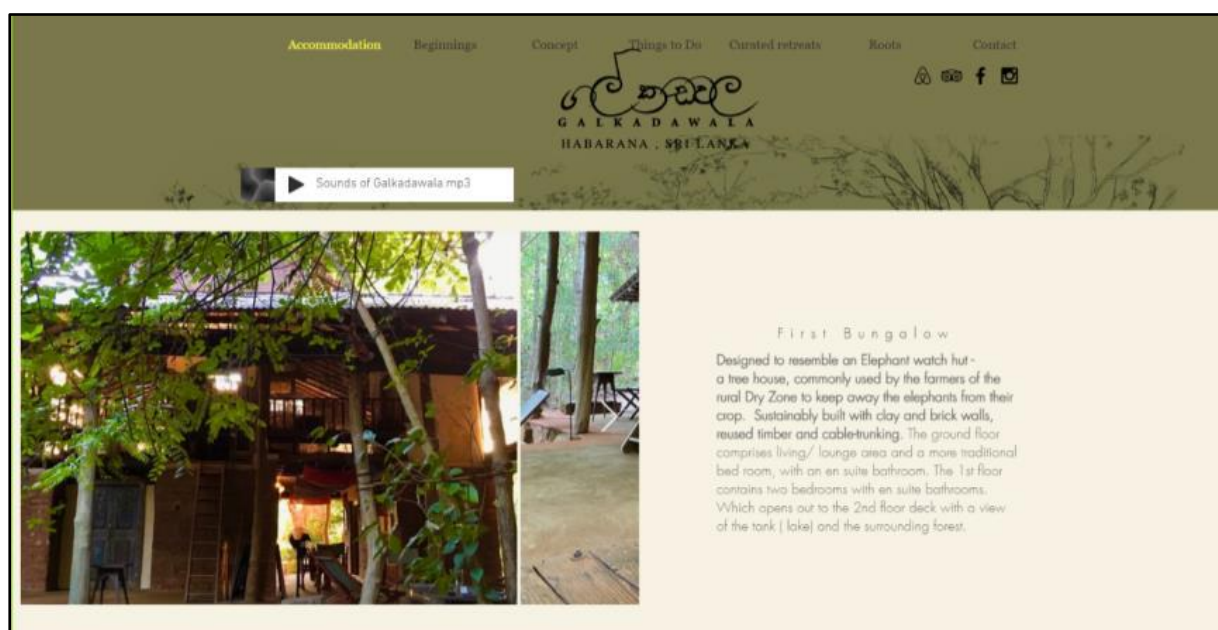 Accommodation Beginnings Concept Things to Do Curated retreats Roots Contact
ගල්කඩවල
GALKADAWALA
HABARANA , SRI LANKA
Sounds of Galkadawala.mp3
First Bungalow
Designed to resemble an Elephant watch hut -
a tree house, commonly used by the farmers of the
rural Dry Zone to keep away the elephants from their
crop. Sustainably built with clay and brick walls,
reused timber and cable-trunking. The ground floor
comprises living/ lounge area and a more traditional
bed room, with an en suite bathroom. The 1st floor
contains two bedrooms with en suite bathrooms.
Which opens out to the 2nd floor deck with a view
of the tank ( lake) and the surrounding forest.